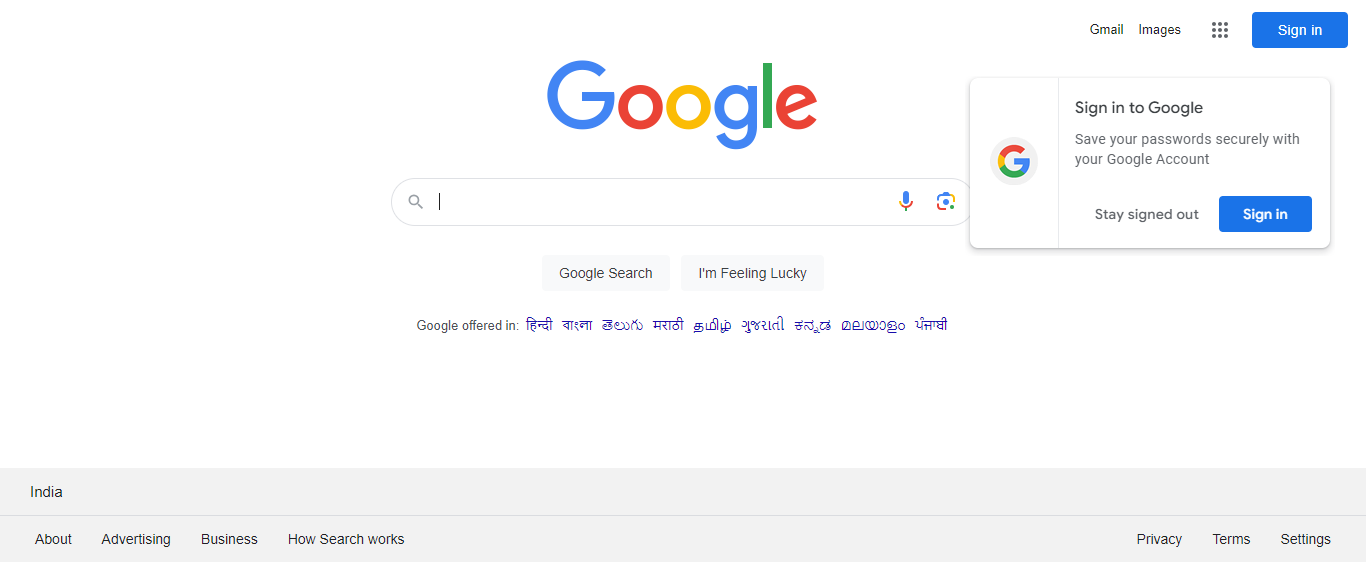 Gmail Images Sign in
Google
Sign in to Google
Save your passwords securely with
your Google Account
Stay signed out Sign in
Google Search I'm Feeling Lucky
Google offered in: हिन्दी বাংলা తెలుగు मराठी தமிழ் ગુજરાતી ಕನ್ನಡ മലയാളം ਪੰਜਾਬੀ
India
About Advertising Business How Search works Privacy Terms Settings